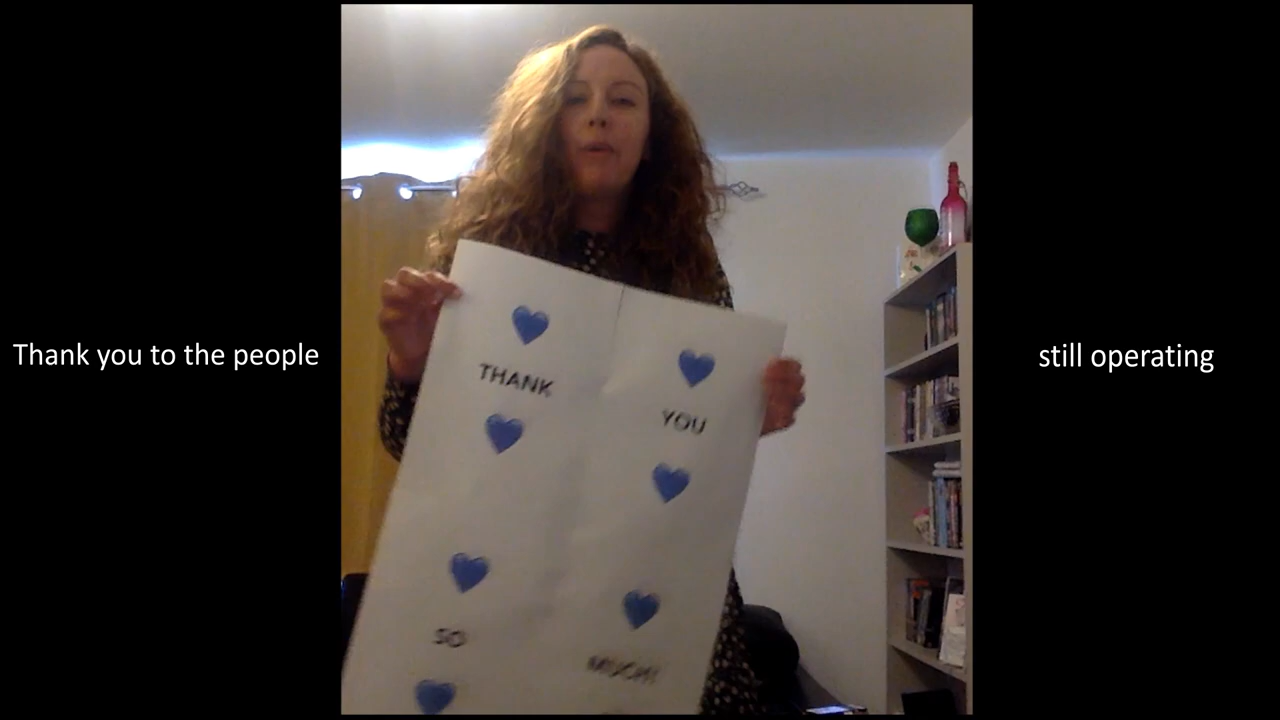 Thank you to the people
still operating
THANK
YOU
SO
MUCH!